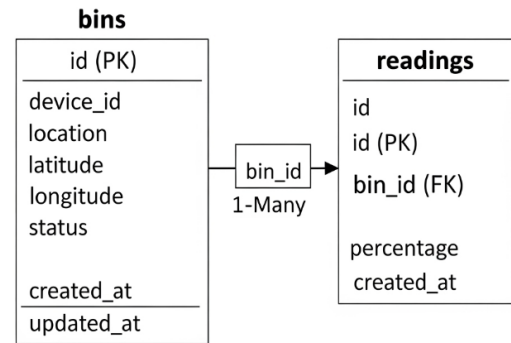 bins
id (PK)
device_id
location
latitude
longitude
status
created_at
updated_at
bin_id
1-Many
readings
id
id (PK)
bin_id (FK)
percentage
created_at